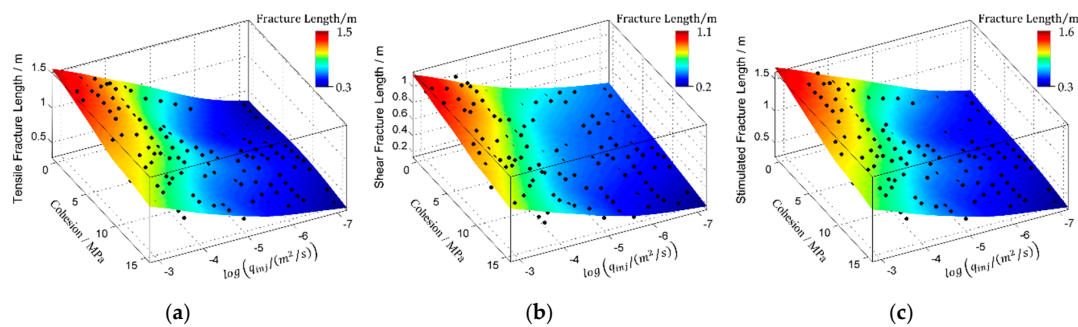 Fracture Length/m
1.5
0.3
Tensile Fracture Length / m
1.5
1
0.5
0
5
10
15
Cohesion / MPa
-3
-4
-5
-6
-7
log(q_inj/(m²/s))
(a)
Fracture Length/m
1.1
0.2
Shear Fracture Length / m
1
0.8
0.6
0.4
0.2
0
5
10
15
Cohesion / MPa
-3
-4
-5
-6
-7
log(q_inj/(m²/s))
(b)
Fracture Length/m
1.6
0.3
Stimulated Fracture Length / m
1.5
1
0.5
0
5
10
15
Cohesion / MPa
-3
-4
-5
-6
-7
log(q_inj/(m²/s))
(c)